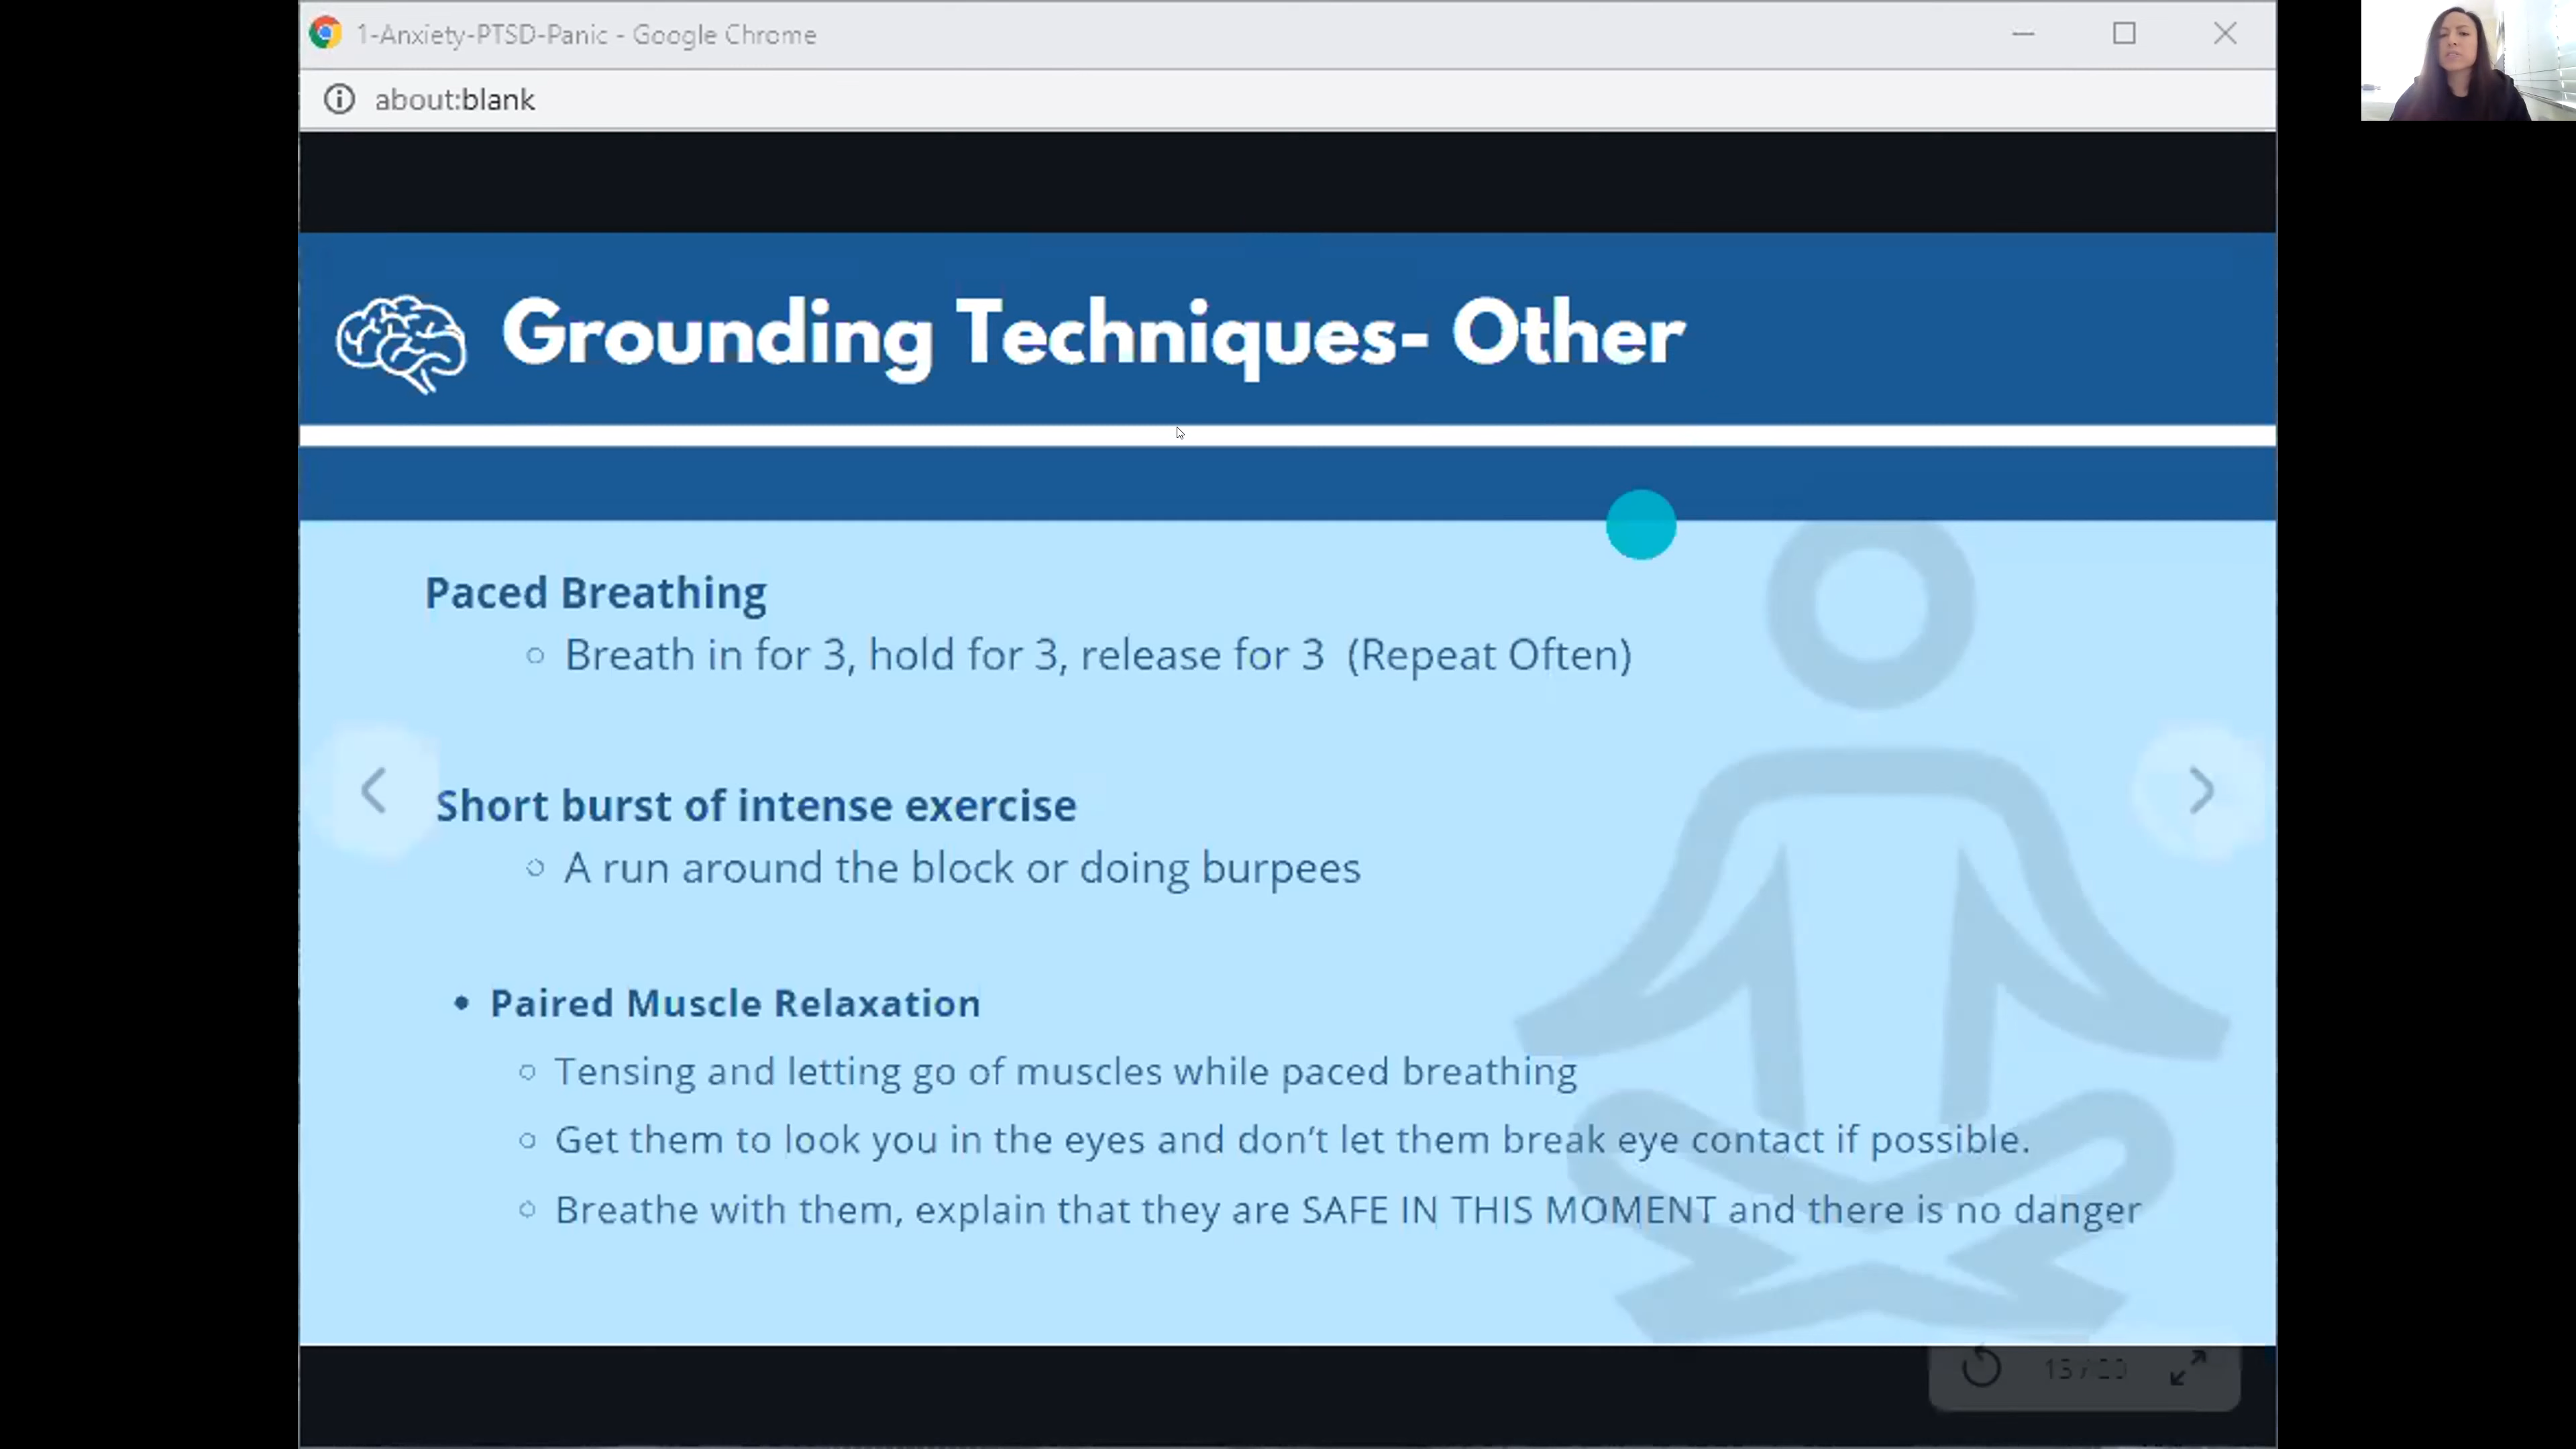 1-Anxiety-PTSD-Panic - Google Chrome
about:blank
Grounding Techniques- Other
Paced Breathing
Breath in for 3, hold for 3, release for 3 (Repeat Often)
Short burst of intense exercise
A run around the block or doing burpees
Paired Muscle Relaxation
Tensing and letting go of muscles while paced breathing
Get them to look you in the eyes and don't let them break eye contact if possible.
Breathe with them, explain that they are SAFE IN THIS MOMENT and there is no danger